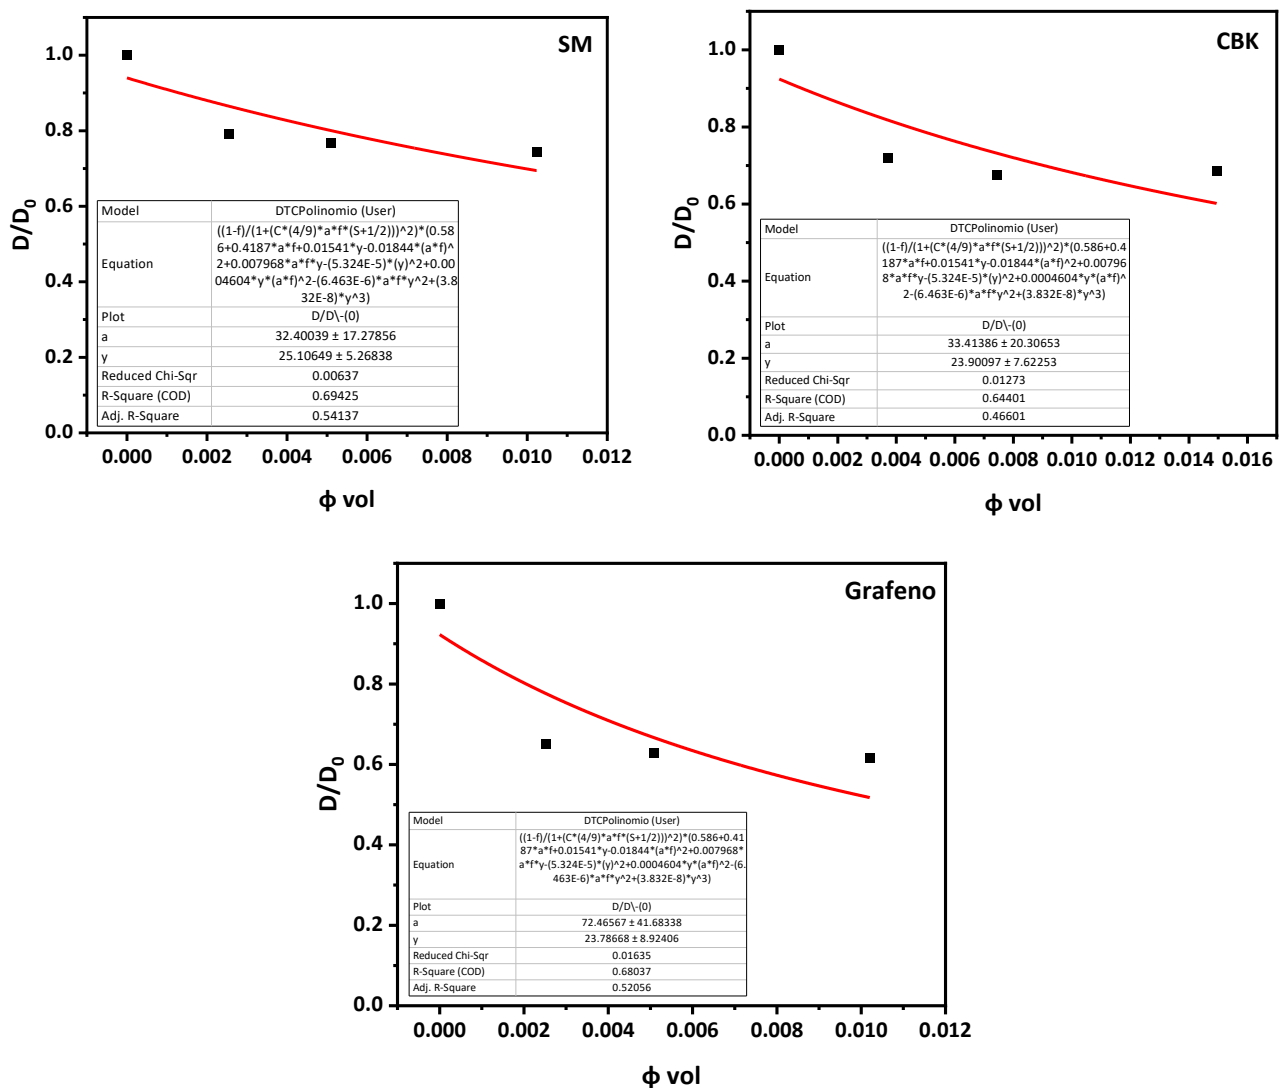 SM
D/D0
1.0
0.8
0.6
0.4
0.2
0.0
Model DTCPolinomio (User)
Equation
((1-f)/(1+(C*(4/9)*a*f*(S+1/2)))^2)*(0.58
6+0.4187*a*f+0.01541*y-0.01844*(a*f)^
2+0.007968*a*f*y-(5.324E-5)*(y)^2+0.00
04604*y*(a*f)^2-(6.463E-6)*a*f*y^2+(3.8
32E-8)*y^3)
Plot D/D\-(0)
a 32.40039 ± 17.27856
y 25.10649 ± 5.26838
Reduced Chi-Sqr 0.00637
R-Square (COD) 0.69425
Adj. R-Square 0.54137
0.000 0.002 0.004 0.006 0.008 0.010 0.012
ϕ vol
CBK
D/D0
1.0
0.8
0.6
0.4
0.2
0.0
Model DTCPolinomio (User)
Equation
((1-f)/(1+(C*(4/9)*a*f*(S+1/2)))^2)*(0.586+0.4
187*a*f+0.01541*y-0.01844*(a*f)^2+0.00796
8*a*f*y-(5.324E-5)*(y)^2+0.0004604*y*(a*f)^
2-(6.463E-6)*a*f*y^2+(3.832E-8)*y^3)
Plot D/D\-(0)
a 33.41386 ± 20.30653
y 23.90097 ± 7.62253
Reduced Chi-Sqr 0.01273
R-Square (COD) 0.64401
Adj. R-Square 0.46601
0.000 0.002 0.004 0.006 0.008 0.010 0.012 0.014 0.016
ϕ vol
Grafeno
D/D0
1.0
0.8
0.6
0.4
0.2
0.0
Model DTCPolinomio (User)
Equation
((1-f)/(1+(C*(4/9)*a*f*(S+1/2)))^2)*(0.586+0.41
87*a*f+0.01541*y-0.01844*(a*f)^2+0.007968*
a*f*y-(5.324E-5)*(y)^2+0.0004604*y*(a*f)^2-(6.
463E-6)*a*f*y^2+(3.832E-8)*y^3)
Plot D/D\-(0)
a 72.46567 ± 41.68338
y 23.78668 ± 8.92406
Reduced Chi-Sqr 0.01635
R-Square (COD) 0.68037
Adj. R-Square 0.52056
0.000 0.002 0.004 0.006 0.008 0.010 0.012
ϕ vol